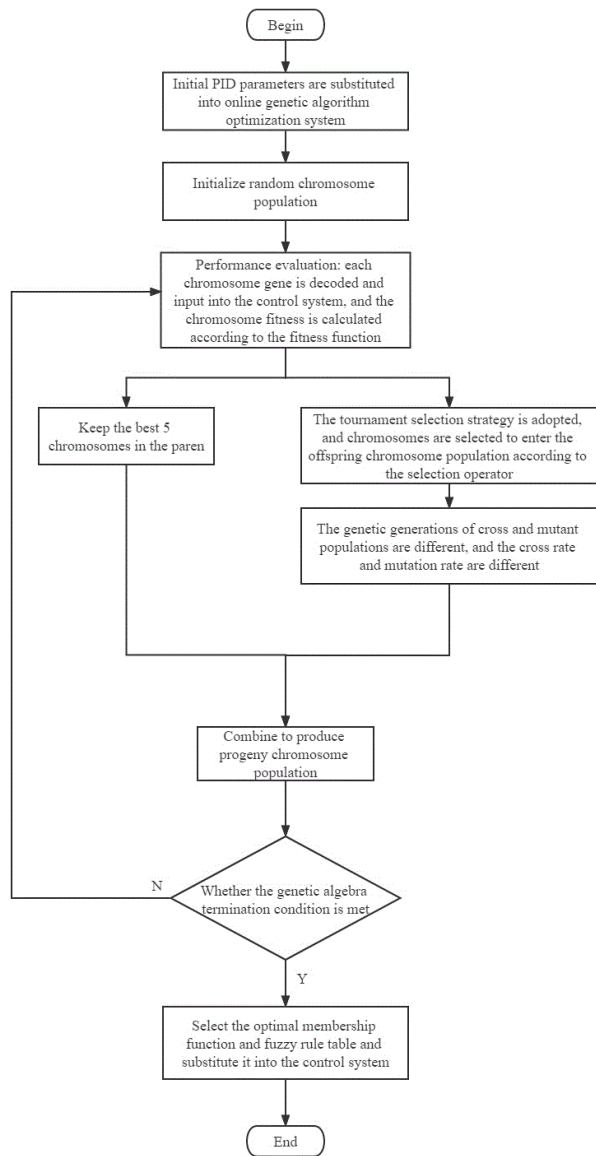 Begin
Initial PID parameters are substituted
into online genetic algorithm
optimization system
Initialize random chromosome
population
Performance evaluation: each
chromosome gene is decoded and
input into the control system, and the
chromosome fitness is calculated
according to the fitness function
Keep the best 5
chromosomes in the paren
The tournament selection strategy is adopted,
and chromosomes are selected to enter the
offspring chromosome population according to
the selection operator
The genetic generations of cross and mutant
populations are different, and the cross rate
and mutation rate are different
Combine to produce
progeny chromosome
population
N
Whether the genetic algebra
termination condition is met
Y
Select the optimal membership
function and fuzzy rule table and
substitute it into the control system
End